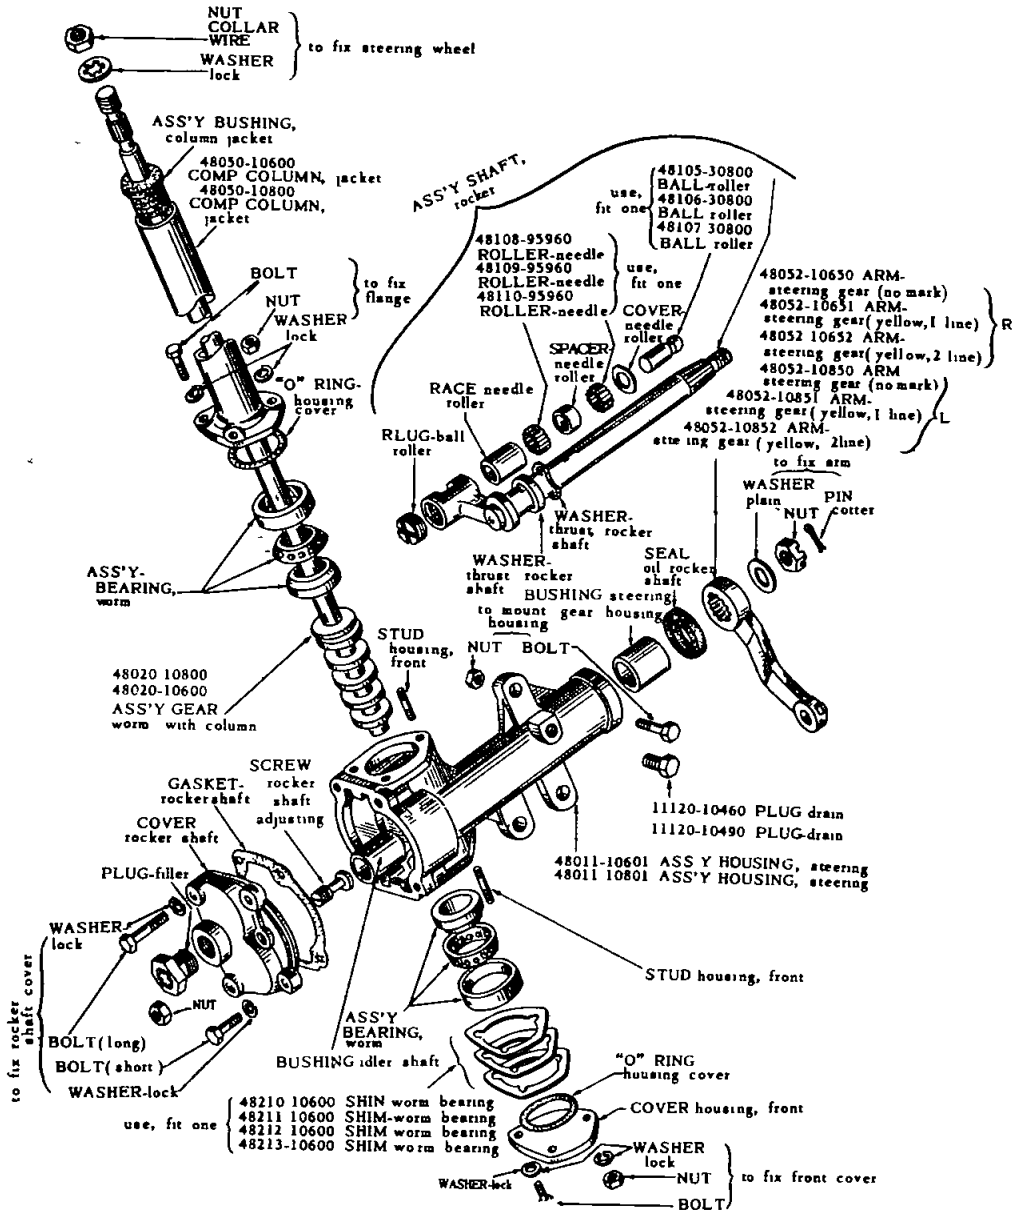 NUT
COLLAR
WIRE
WASHER
lock
to fix steering wheel
ASS'Y BUSHING,
column jacket
48050-10600
COMP COLUMN, jacket
48050-10800
COMP COLUMN,
jacket
BOLT
NUT
WASHER
lock
to fix
flange
"O" RING-
housing
cover
ASS'Y SHAFT,
rocker
use,
fit one
48105-30800
BALL-roller
48106-30800
BALL roller
48107 30800
BALL roller
48108-95960
ROLLER-needle
48109-95960
ROLLER-needle
48110-95960
ROLLER-needle
use,
fit one
COVER-
needle
roller
SPACER-
needle
roller
RACE needle
roller
RLUG-ball
roller
48052-10650 ARM-
steering gear (no mark)
48052-10651 ARM-
steering gear( yellow, 1 line)
48052 10652 ARM-
steering gear(yellow, 2 line)
R
48052-10850 ARM
steering gear (no mark)
48052-10851 ARM-
steering gear( yellow, 1 line)
48052-10852 ARM-
steering gear ( yellow, 2line)
L
to fix arm
WASHER
plain
NUT
PIN
cotter
WASHER-
thrust, rocker
shaft
WASHER-
thrust rocker
shaft
SEAL
oil rocker
shaft
BUSHING steering
gear housing
to mount
housing
NUT
BOLT
ASS'Y-
BEARING,
worm
STUD
housing,
front
48020 10800
48020-10600
ASS'Y GEAR
worm with column
SCREW
rocker
shaft
adjusting
GASKET-
rockershaft
COVER
rocker shaft
PLUG-filler
WASHER-
lock
to fix rocker
shaft cover
NUT
BOLT(long)
BOLT(short)
WASHER-lock
11120-10460 PLUG drain
11120-10490 PLUG-drain
48011-10601 ASS Y HOUSING, steering
48011 10801 ASS'Y HOUSING, steering
STUD housing, front
ASS'Y
BEARING,
worm
BUSHING idler shaft
use, fit one
48210 10600 SHIN worm bearing
48211 10600 SHIM-worm bearing
48212 10600 SHIM worm bearing
48213-10600 SHIM worm bearing
"O" RING
housing cover
COVER housing, front
WASHER
lock
WASHER-lock
NUT
BOLT
to fix front cover